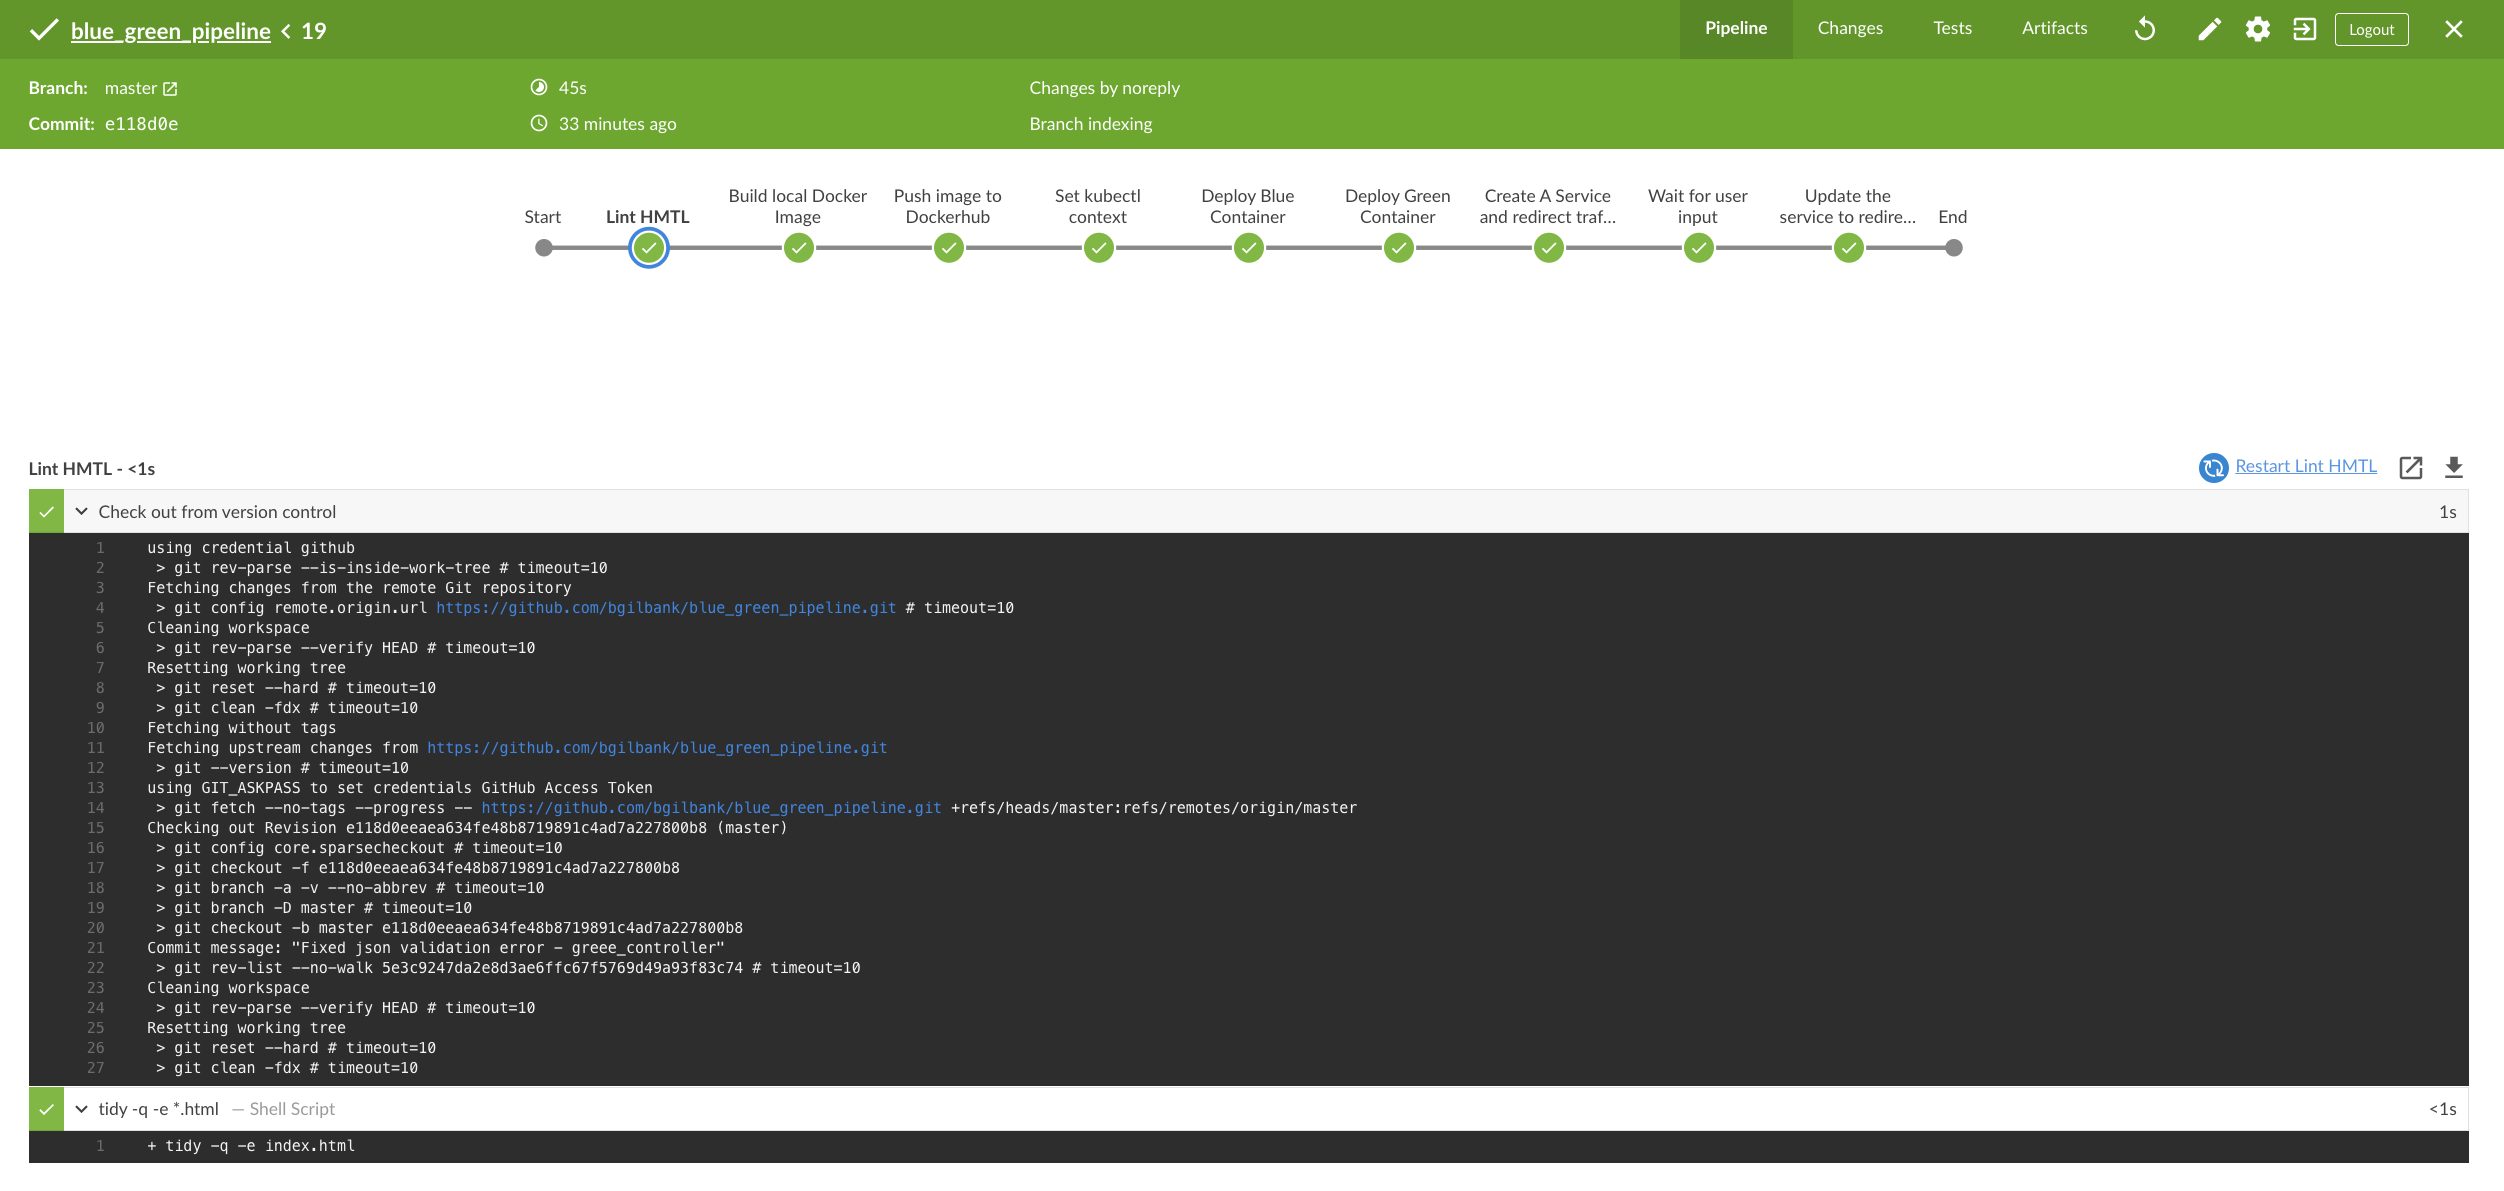 blue_green_pipeline < 19
Pipeline Changes Tests Artifacts Logout
Branch: master 45s Changes by noreply
Commit: e118d0e 33 minutes ago Branch indexing
Start
Lint HMTL
Build local Docker
Image
Push image to
Dockerhub
Set kubectl
context
Deploy Blue
Container
Deploy Green
Container
Create A Service
and redirect traf...
Wait for user
input
Update the
service to redire...
End
Lint HMTL - <1s
Restart Lint HMTL
Check out from version control 1s
1 using credential github
2 > git rev-parse --is-inside-work-tree # timeout=10
3 Fetching changes from the remote Git repository
4 > git config remote.origin.url https://github.com/bgilbank/blue_green_pipeline.git # timeout=10
5 Cleaning workspace
6 > git rev-parse --verify HEAD # timeout=10
7 Resetting working tree
8 > git reset --hard # timeout=10
9 > git clean -fdx # timeout=10
10 Fetching without tags
11 Fetching upstream changes from https://github.com/bgilbank/blue_green_pipeline.git
12 > git --version # timeout=10
13 using GIT_ASKPASS to set credentials GitHub Access Token
14 > git fetch --no-tags --progress -- https://github.com/bgilbank/blue_green_pipeline.git +refs/heads/master:refs/remotes/origin/master
15 Checking out Revision e118d0eeaea634fe48b8719891c4ad7a227800b8 (master)
16 > git config core.sparsecheckout # timeout=10
17 > git checkout -f e118d0eeaea634fe48b8719891c4ad7a227800b8
18 > git branch -a -v --no-abbrev # timeout=10
19 > git branch -D master # timeout=10
20 > git checkout -b master e118d0eeaea634fe48b8719891c4ad7a227800b8
21 Commit message: "Fixed json validation error - greee_controller"
22 > git rev-list --no-walk 5e3c9247da2e8d3ae6ffc67f5769d49a93f83c74 # timeout=10
23 Cleaning workspace
24 > git rev-parse --verify HEAD # timeout=10
25 Resetting working tree
26 > git reset --hard # timeout=10
27 > git clean -fdx # timeout=10
tidy -q -e *.html — Shell Script <1s
1 + tidy -q -e index.html